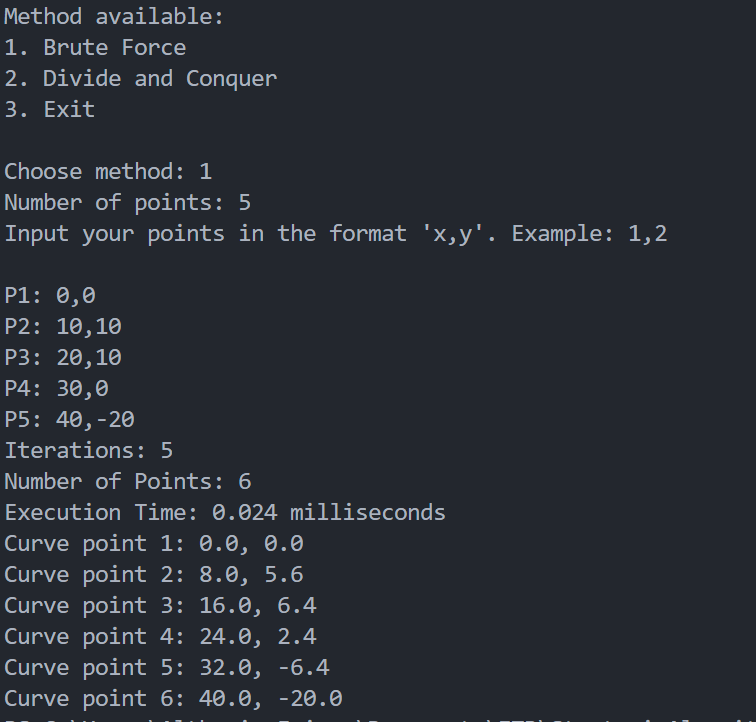 Method available:
1. Brute Force
2. Divide and Conquer
3. Exit
Choose method: 1
Number of points: 5
Input your points in the format 'x,y'. Example: 1,2
P1: 0,0
P2: 10,10
P3: 20,10
P4: 30,0
P5: 40,-20
Iterations: 5
Number of Points: 6
Execution Time: 0.024 milliseconds
Curve point 1: 0.0, 0.0
Curve point 2: 8.0, 5.6
Curve point 3: 16.0, 6.4
Curve point 4: 24.0, 2.4
Curve point 5: 32.0, -6.4
Curve point 6: 40.0, -20.0